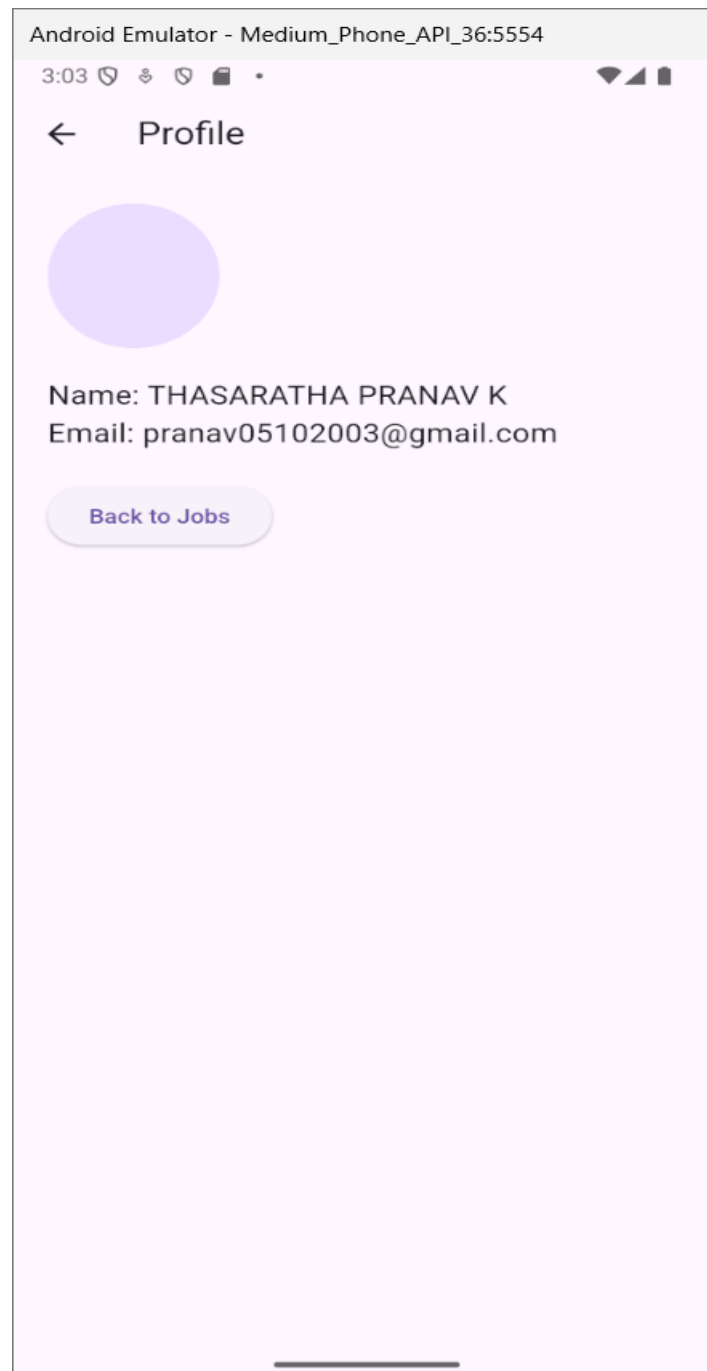 Android Emulator - Medium_Phone_API_36:5554
3:03
Profile
Name: THASARATHA PRANAV K
Email: pranav05102003@gmail.com
Back to Jobs